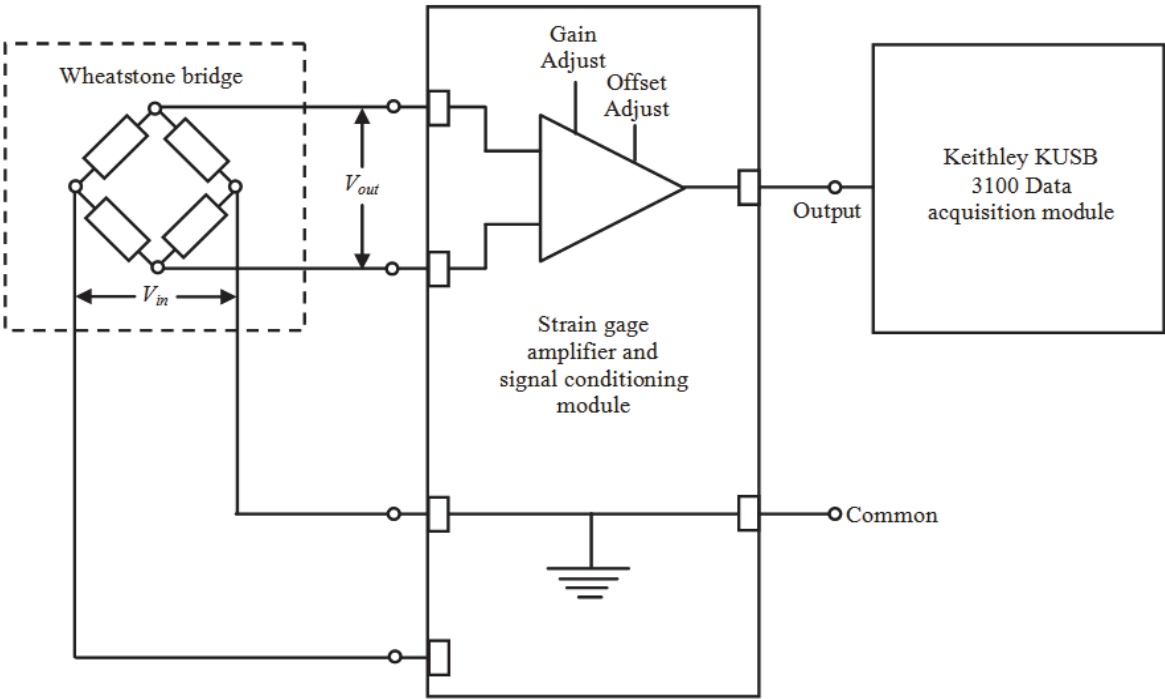 Wheatstone bridge
V_in
V_out
Gain
Adjust
Offset
Adjust
Strain gage
amplifier and
signal conditioning
module
Output
Common
Keithley KUSB
3100 Data
acquisition module